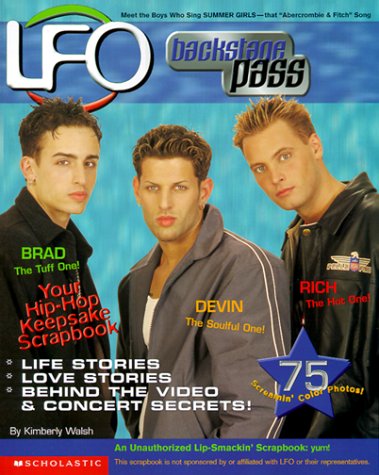 Meet the Boys Who Sing SUMMER GIRLS—that "Abercrombie & Fitch" Song
LFO
backstage
pass
BRAD
The Tuff One!
DEVIN
The Soulful One!
RICH
The Hot One!
Your
Hip-Hop
Keepsake
Scrapbook
* LIFE STORIES
* LOVE STORIES
* BEHIND THE VIDEO
& CONCERT SECRETS!
75
Screamin' Color Photos!
By Kimberly Walsh
An Unauthorized Lip-Smackin' Scrapbook: yum!
SCHOLASTIC
This scrapbook is not sponsored by or affiliated with LFO or their representatives.